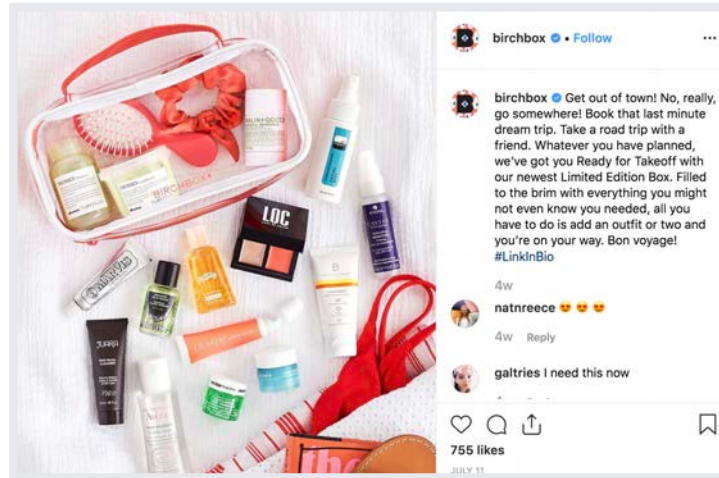 birchbox • Follow
...
birchbox Get out of town! No, really,
go somewhere! Book that last minute
dream trip. Take a road trip with a
friend. Whatever you have planned,
we've got you Ready for Takeoff with
our newest Limited Edition Box. Filled
to the brim with everything you might
not even know you needed, all you
have to do is add an outfit or two and
you're on your way. Bon voyage!
#LinkInBio
4w
natnreece 😍 😍 😍
4w Reply
galtries I need this now
755 likes
JULY 11
BIRCHBOX
LOC
MARVIS
JUARA
the